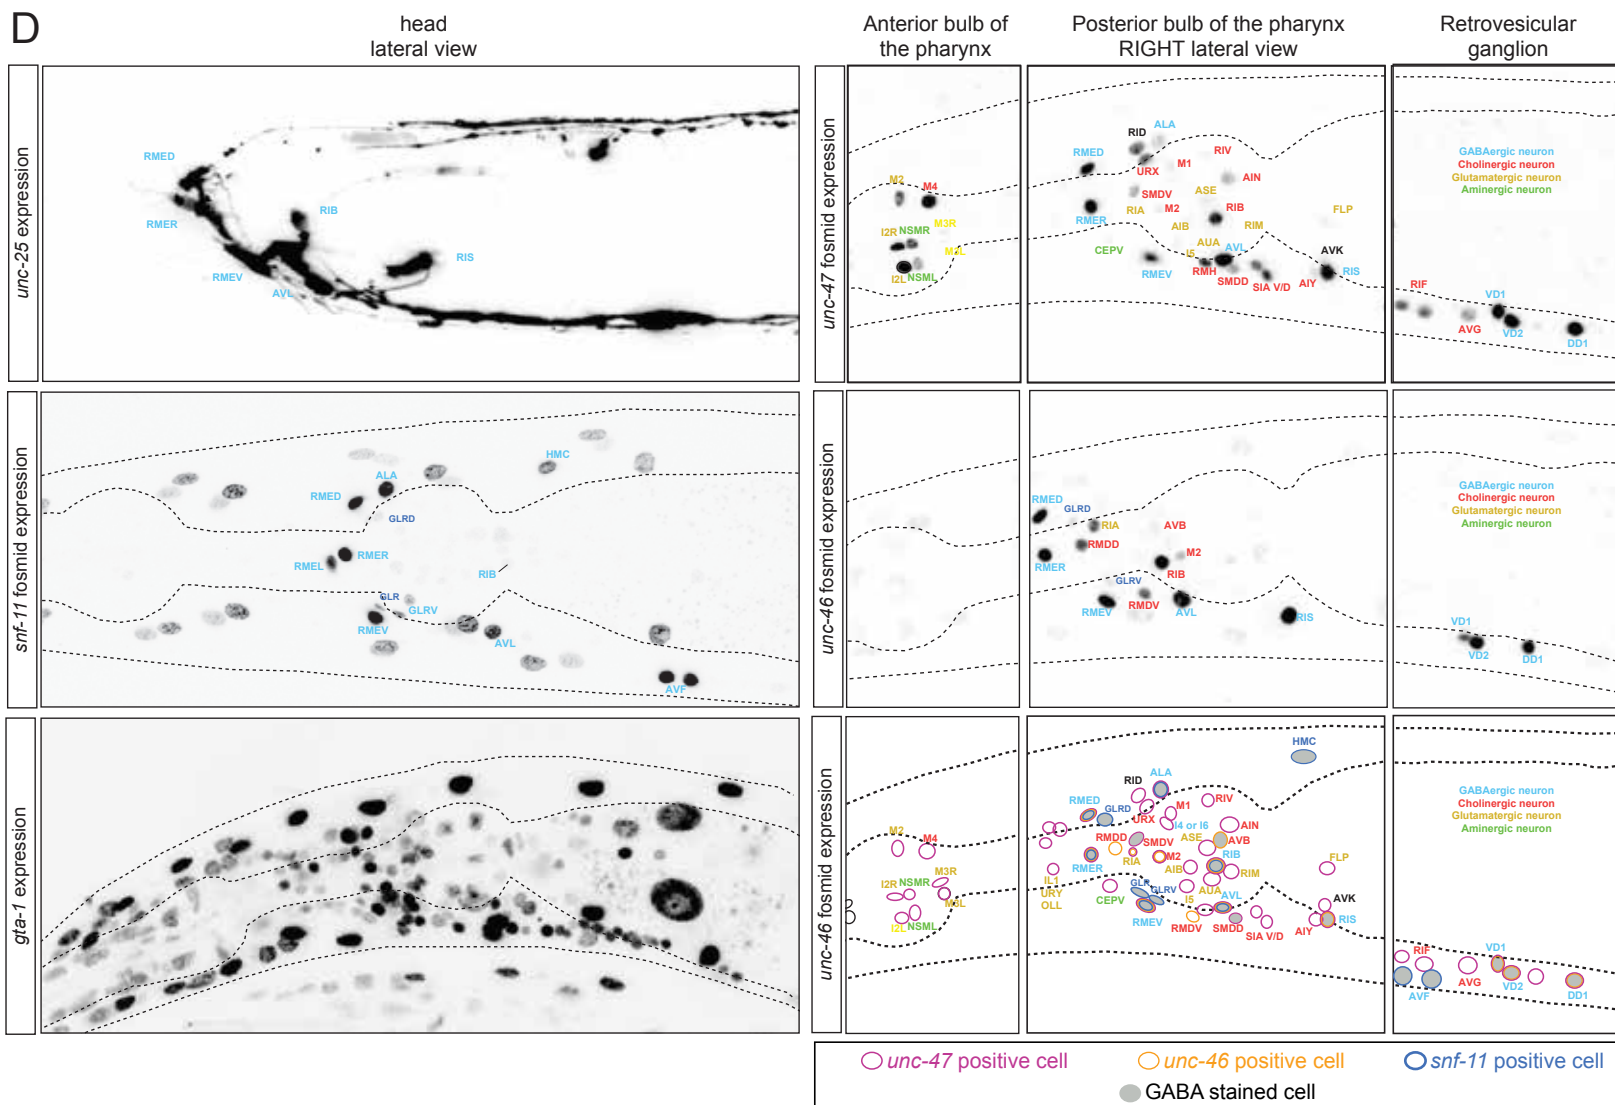 D
head
lateral view
Anterior bulb of
the pharynx
Posterior bulb of the pharynx
RIGHT lateral view
Retrovesicular
ganglion
unc-25 expression
RMED
RMER
RIB
RIS
RMEV
AVL
unc-47 fosmid expression
M2
M4
M3R
I2R
NSMR
M3L
I2L
NSML
RID
ALA
RMED
URX
M1
RIV
AIN
SMDV
ASE
RIA
M2
RIB
RMER
AIB
RIM
FLP
CEPV
AUA
I5
AVL
AVK
RMEV
RMH
SMDD
SIA V/D
AIY
RIS
GABAergic neuron
Cholinergic neuron
Glutamatergic neuron
Aminergic neuron
RIF
VD1
AVG
VD2
DD1
snf-11 fosmid expression
HMC
ALA
RMED
GLRD
RMER
RMEL
RIB
GLR
GLRV
RMEV
AVL
AVF
unc-46 fosmid expression
RMED
GLRD
RIA
AVB
RMDD
M2
RMER
RIB
GLRV
RMEV
RMDV
AVL
RIS
GABAergic neuron
Cholinergic neuron
Glutamatergic neuron
Aminergic neuron
VD1
VD2
DD1
gta-1 expression
unc-46 fosmid expression
M2
M4
M3R
I2R
NSMR
M3L
I2L
NSML
HMC
RID
ALA
RMED
GLRD
M1
RIV
URX
I4 or I6
AIN
RMDD
SMDV
ASE
AVB
RIA
M2
RIB
RMER
AIB
RIM
FLP
IL1
URY
OLL
GLR
GLRV
CEPV
AUA
I5
AVL
AVK
RMEV
RMDV
SMDD
SIA V/D
AIY
RIS
GABAergic neuron
Cholinergic neuron
Glutamatergic neuron
Aminergic neuron
RIF
VD1
AVF
AVG
VD2
DD1
unc-47 positive cell
unc-46 positive cell
snf-11 positive cell
GABA stained cell